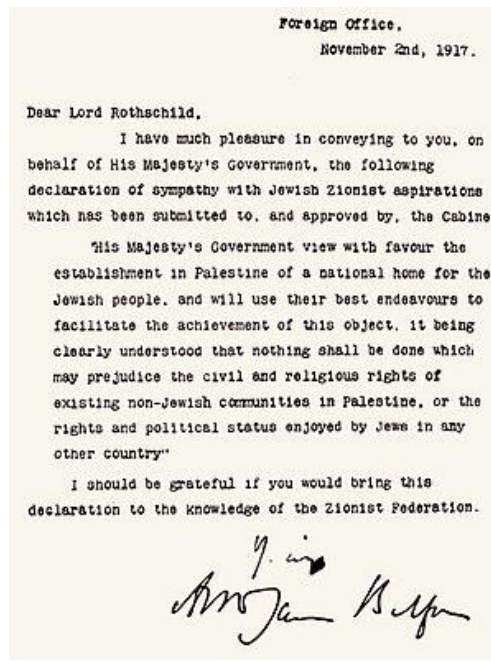 Foreign Office,
November 2nd, 1917.
Dear Lord Rothschild,
I have much pleasure in conveying to you, on
behalf of His Majesty's Government, the following
declaration of sympathy with Jewish Zionist aspirations
which has been submitted to, and approved by, the Cabine
"His Majesty's Government view with favour the
establishment in Palestine of a national home for the
Jewish people, and will use their best endeavours to
facilitate the achievement of this object, it being
clearly understood that nothing shall be done which
may prejudice the civil and religious rights of
existing non-Jewish communities in Palestine, or the
rights and political status enjoyed by Jews in any
other country"
I should be grateful if you would bring this
declaration to the knowledge of the Zionist Federation.